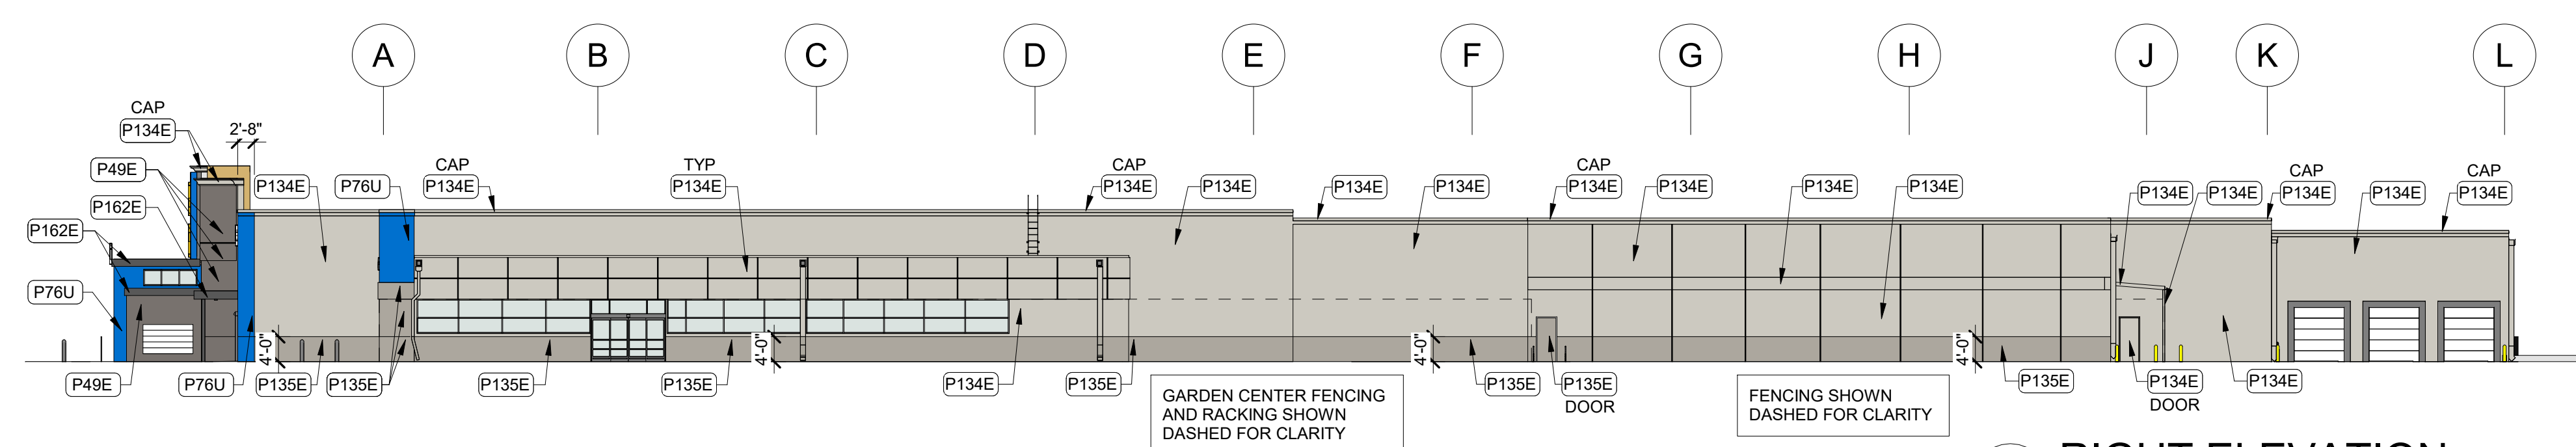 A B C D E F G H J K L
CAP
P134E
2'-8"
P49E
P134E
P76U
CAP
P134E
TYP
P134E
CAP
P134E
P134E
P134E
P134E
CAP
P134E
P134E
P134E
P134E
P134E
P134E
CAP
P134E
P134E
CAP
P134E
P162E
P162E
P76U
4'-0"
4'-0"
4'-0"
4'-0"
P49E
P76U
P135E
P135E
P135E
P135E
P134E
P135E
P135E
P135E
DOOR
P135E
P134E
DOOR
P134E
GARDEN CENTER FENCING
AND RACKING SHOWN
DASHED FOR CLARITY
FENCING SHOWN
DASHED FOR CLARITY
RIGHT ELEVATION